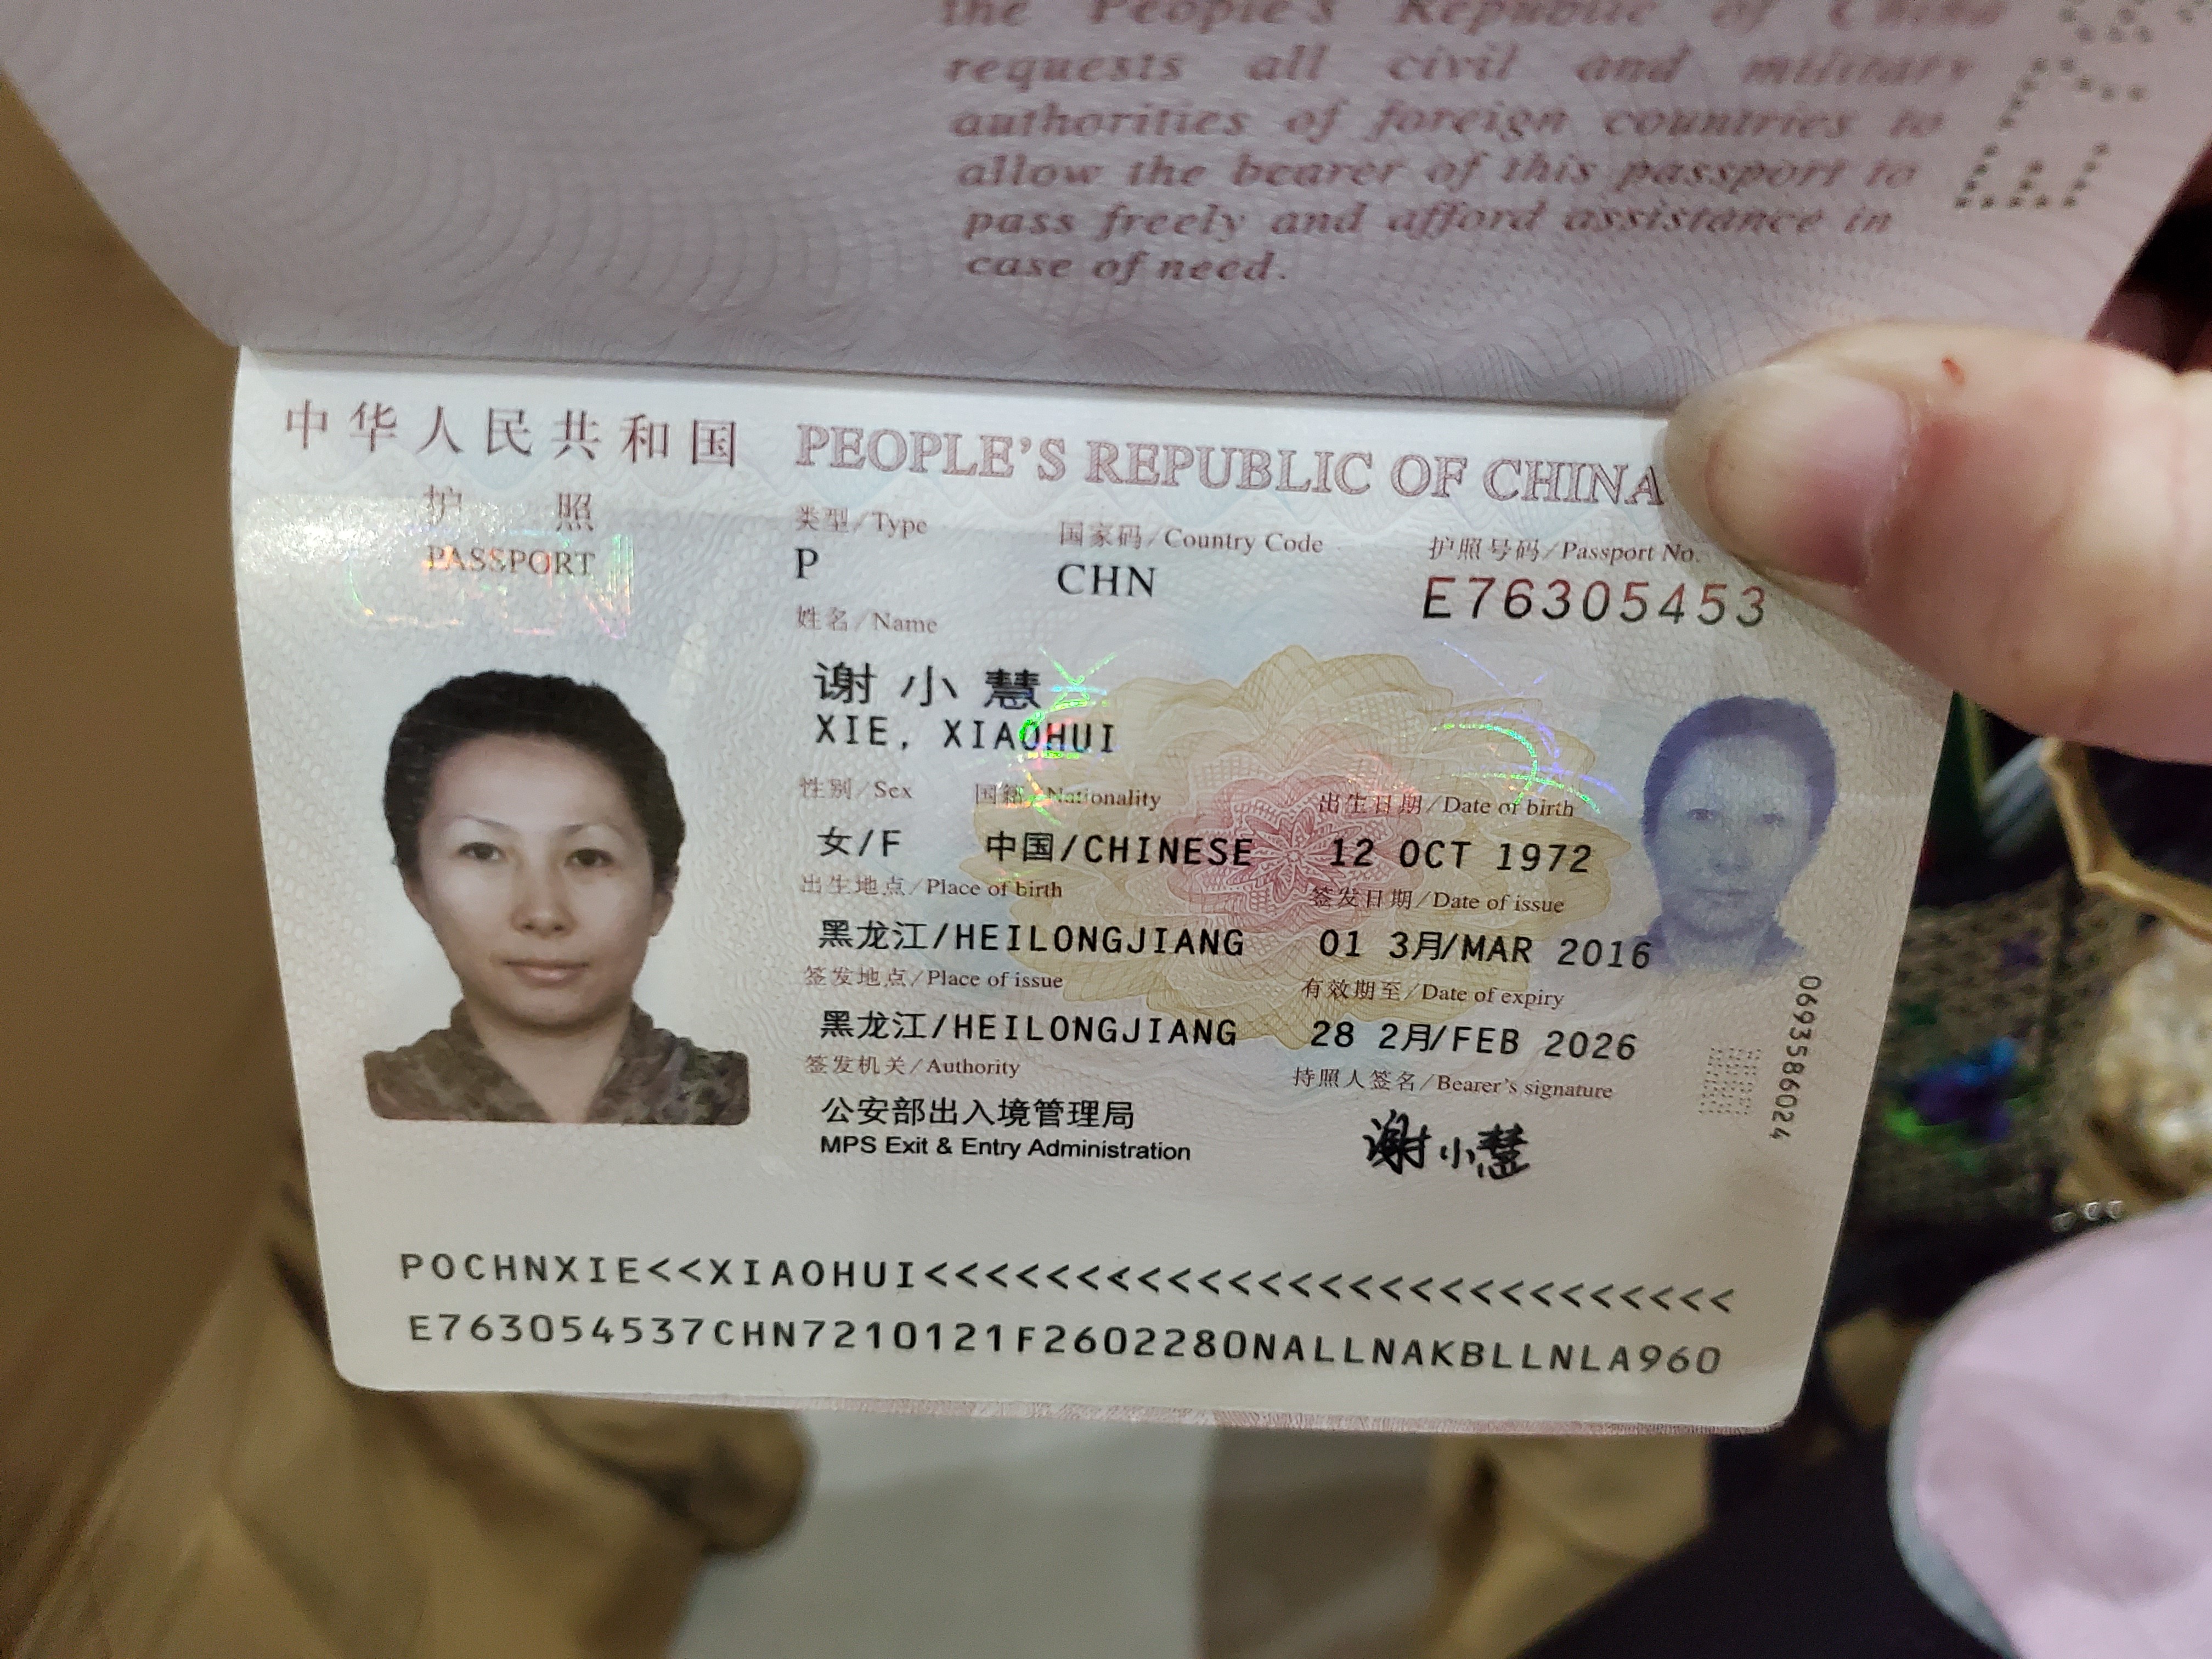 the People's Republic of China
requests all civil and military
authorities of foreign countries to
allow the bearer of this passport to
pass freely and afford assistance in
case of need.
中华人民共和国 PEOPLE'S REPUBLIC OF CHINA
护照
PASSPORT
类型/Type 国家码/Country Code 护照号码/Passport No.
P CHN E76305453
姓名/Name
谢小慧
XIE, XIAOHUI
性别/Sex 国籍/Nationality 出生日期/Date of birth
女/F 中国/CHINESE 12 OCT 1972
出生地点/Place of birth 签发日期/Date of issue
黑龙江/HEILONGJIANG 01 3月/MAR 2016
签发地点/Place of issue 有效期至/Date of expiry
黑龙江/HEILONGJIANG 28 2月/FEB 2026
签发机关/Authority 持照人签名/Bearer's signature
公安部出入境管理局
MPS Exit & Entry Administration
谢小慧
0693586024
POCHNXIE<<XIAOHUI<<<<<<<<<<<<<<<<<<<<<<<<<<<
E763054537CHN7210121F2602280NALLNAKBLLNLA960